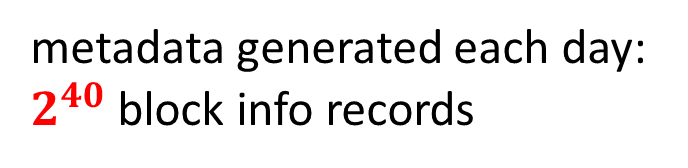 metadata generated each day:
2⁴⁰ block info records